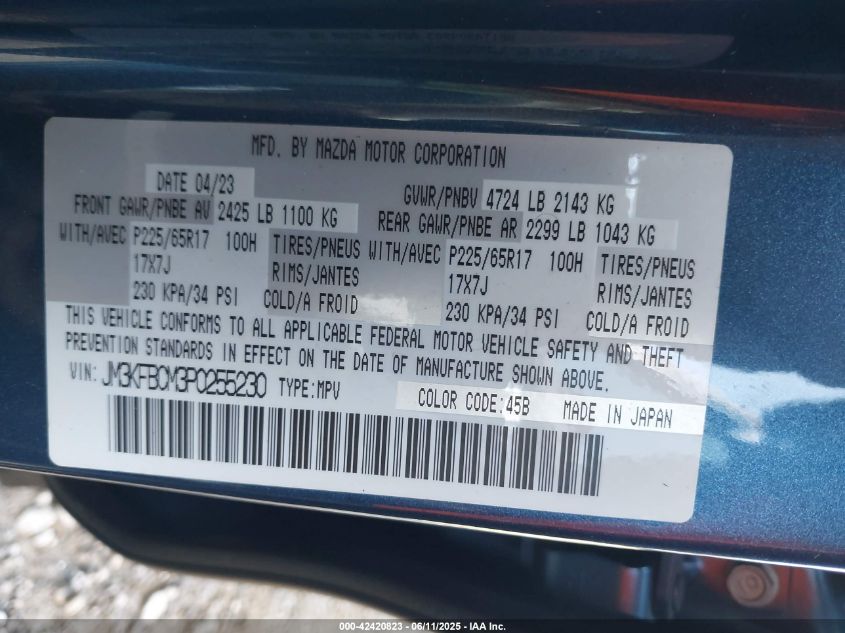 MFD. BY MAZDA MOTOR CORPORATION
DATE 04/23 GVWR/PNBV 4724 LB 2143 KG
FRONT GAWR/PNBE AV 2425 LB 1100 KG REAR GAWR/PNBE AR 2299 LB 1043 KG
WITH/AVEC P225/65R17 100H TIRES/PNEUS WITH/AVEC P225/65R17 100H TIRES/PNEUS
17X7J RIMS/JANTES 17X7J RIMS/JANTES
230 KPA/34 PSI COLD/A FROID 230 KPA/34 PSI COLD/A FROID
THIS VEHICLE CONFORMS TO ALL APPLICABLE FEDERAL MOTOR VEHICLE SAFETY AND THEFT
PREVENTION STANDARDS IN EFFECT ON THE DATE OF MANUFACTURE SHOWN ABOVE.
VIN: JM3KFBCM3P0255230 TYPE:MPV COLOR CODE:45B MADE IN JAPAN
000-42420823 - 06/11/2025 - IAA Inc.